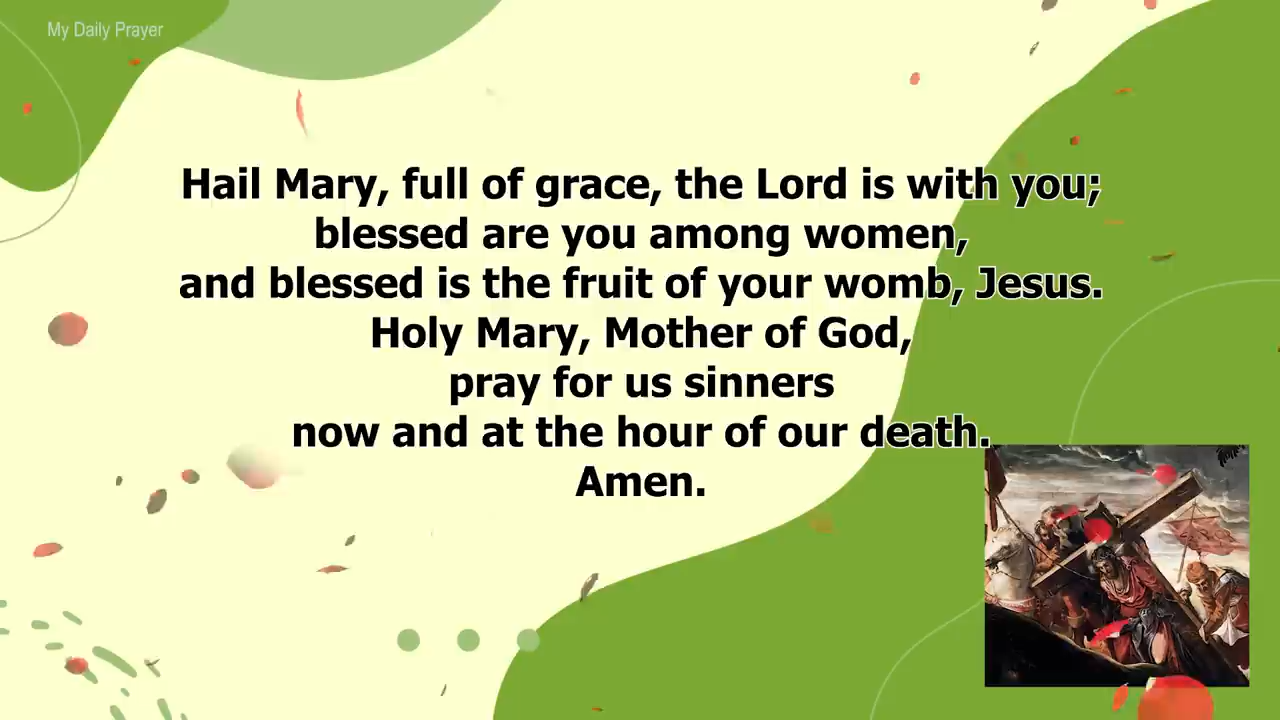 My Daily Prayer
Hail Mary, full of grace, the Lord is with you;
blessed are you among women,
and blessed is the fruit of your womb, Jesus.
Holy Mary, Mother of God,
pray for us sinners
now and at the hour of our death.
Amen.